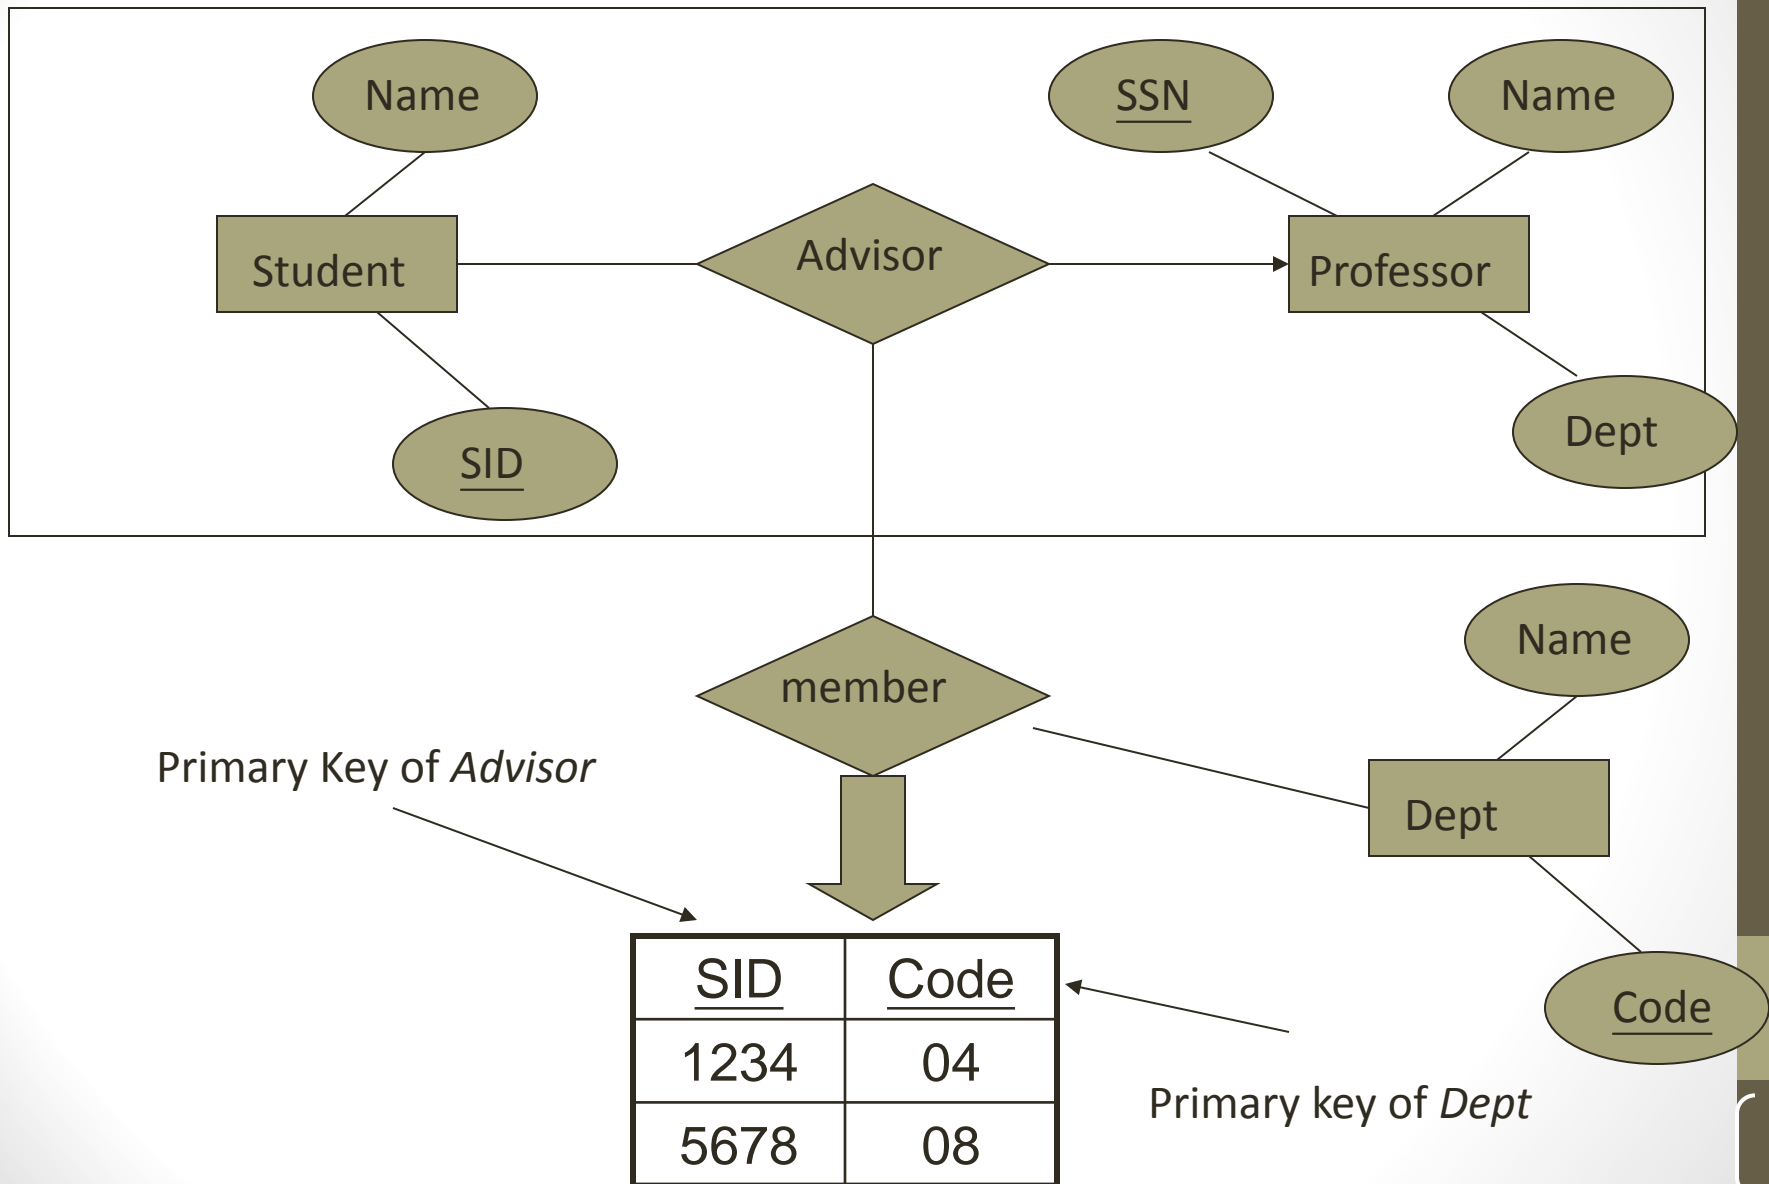 Name
SSN
Name
Student
Advisor
Professor
SID
Dept
member
Name
Primary Key of Advisor
Dept
SID Code
1234 04
5678 08
Code
Primary key of Dept